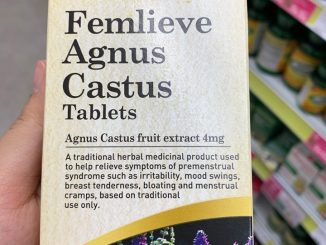 Femlieve
Agnus
Castus
Tablets
Agnus Castus fruit extract 4mg
A traditional herbal medicinal product used
to help relieve symptoms of premenstrual
syndrome such as irritability, mood swings,
breast tenderness, bloating and menstrual
cramps, based on traditional
use only.